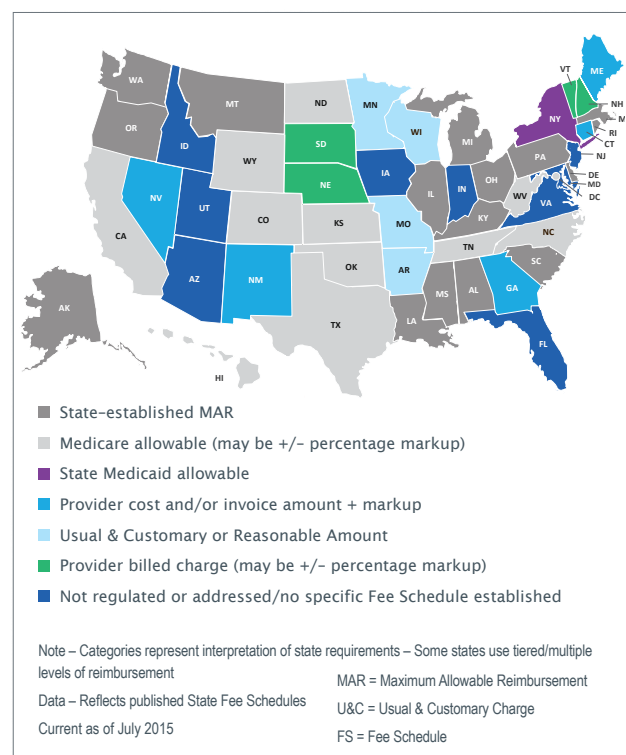 WA
OR
CA
NV
ID
MT
WY
UT
AZ
CO
NM
ND
SD
NE
KS
OK
TX
MN
IA
MO
AR
LA
WI
IL
MI
IN
OH
KY
TN
MS
AL
GA
FL
SC
NC
VA
WV
PA
NY
VT
ME
NH
M
RI
CT
NJ
DE
MD
DC
AK
HI
State-established MAR
Medicare allowable (may be +/- percentage markup)
State Medicaid allowable
Provider cost and/or invoice amount + markup
Usual & Customary or Reasonable Amount
Provider billed charge (may be +/- percentage markup)
Not regulated or addressed/no specific Fee Schedule established
Note – Categories represent interpretation of state requirements – Some states use tiered/multiple
levels of reimbursement
Data – Reflects published State Fee Schedules
Current as of July 2015
MAR = Maximum Allowable Reimbursement
U&C = Usual & Customary Charge
FS = Fee Schedule